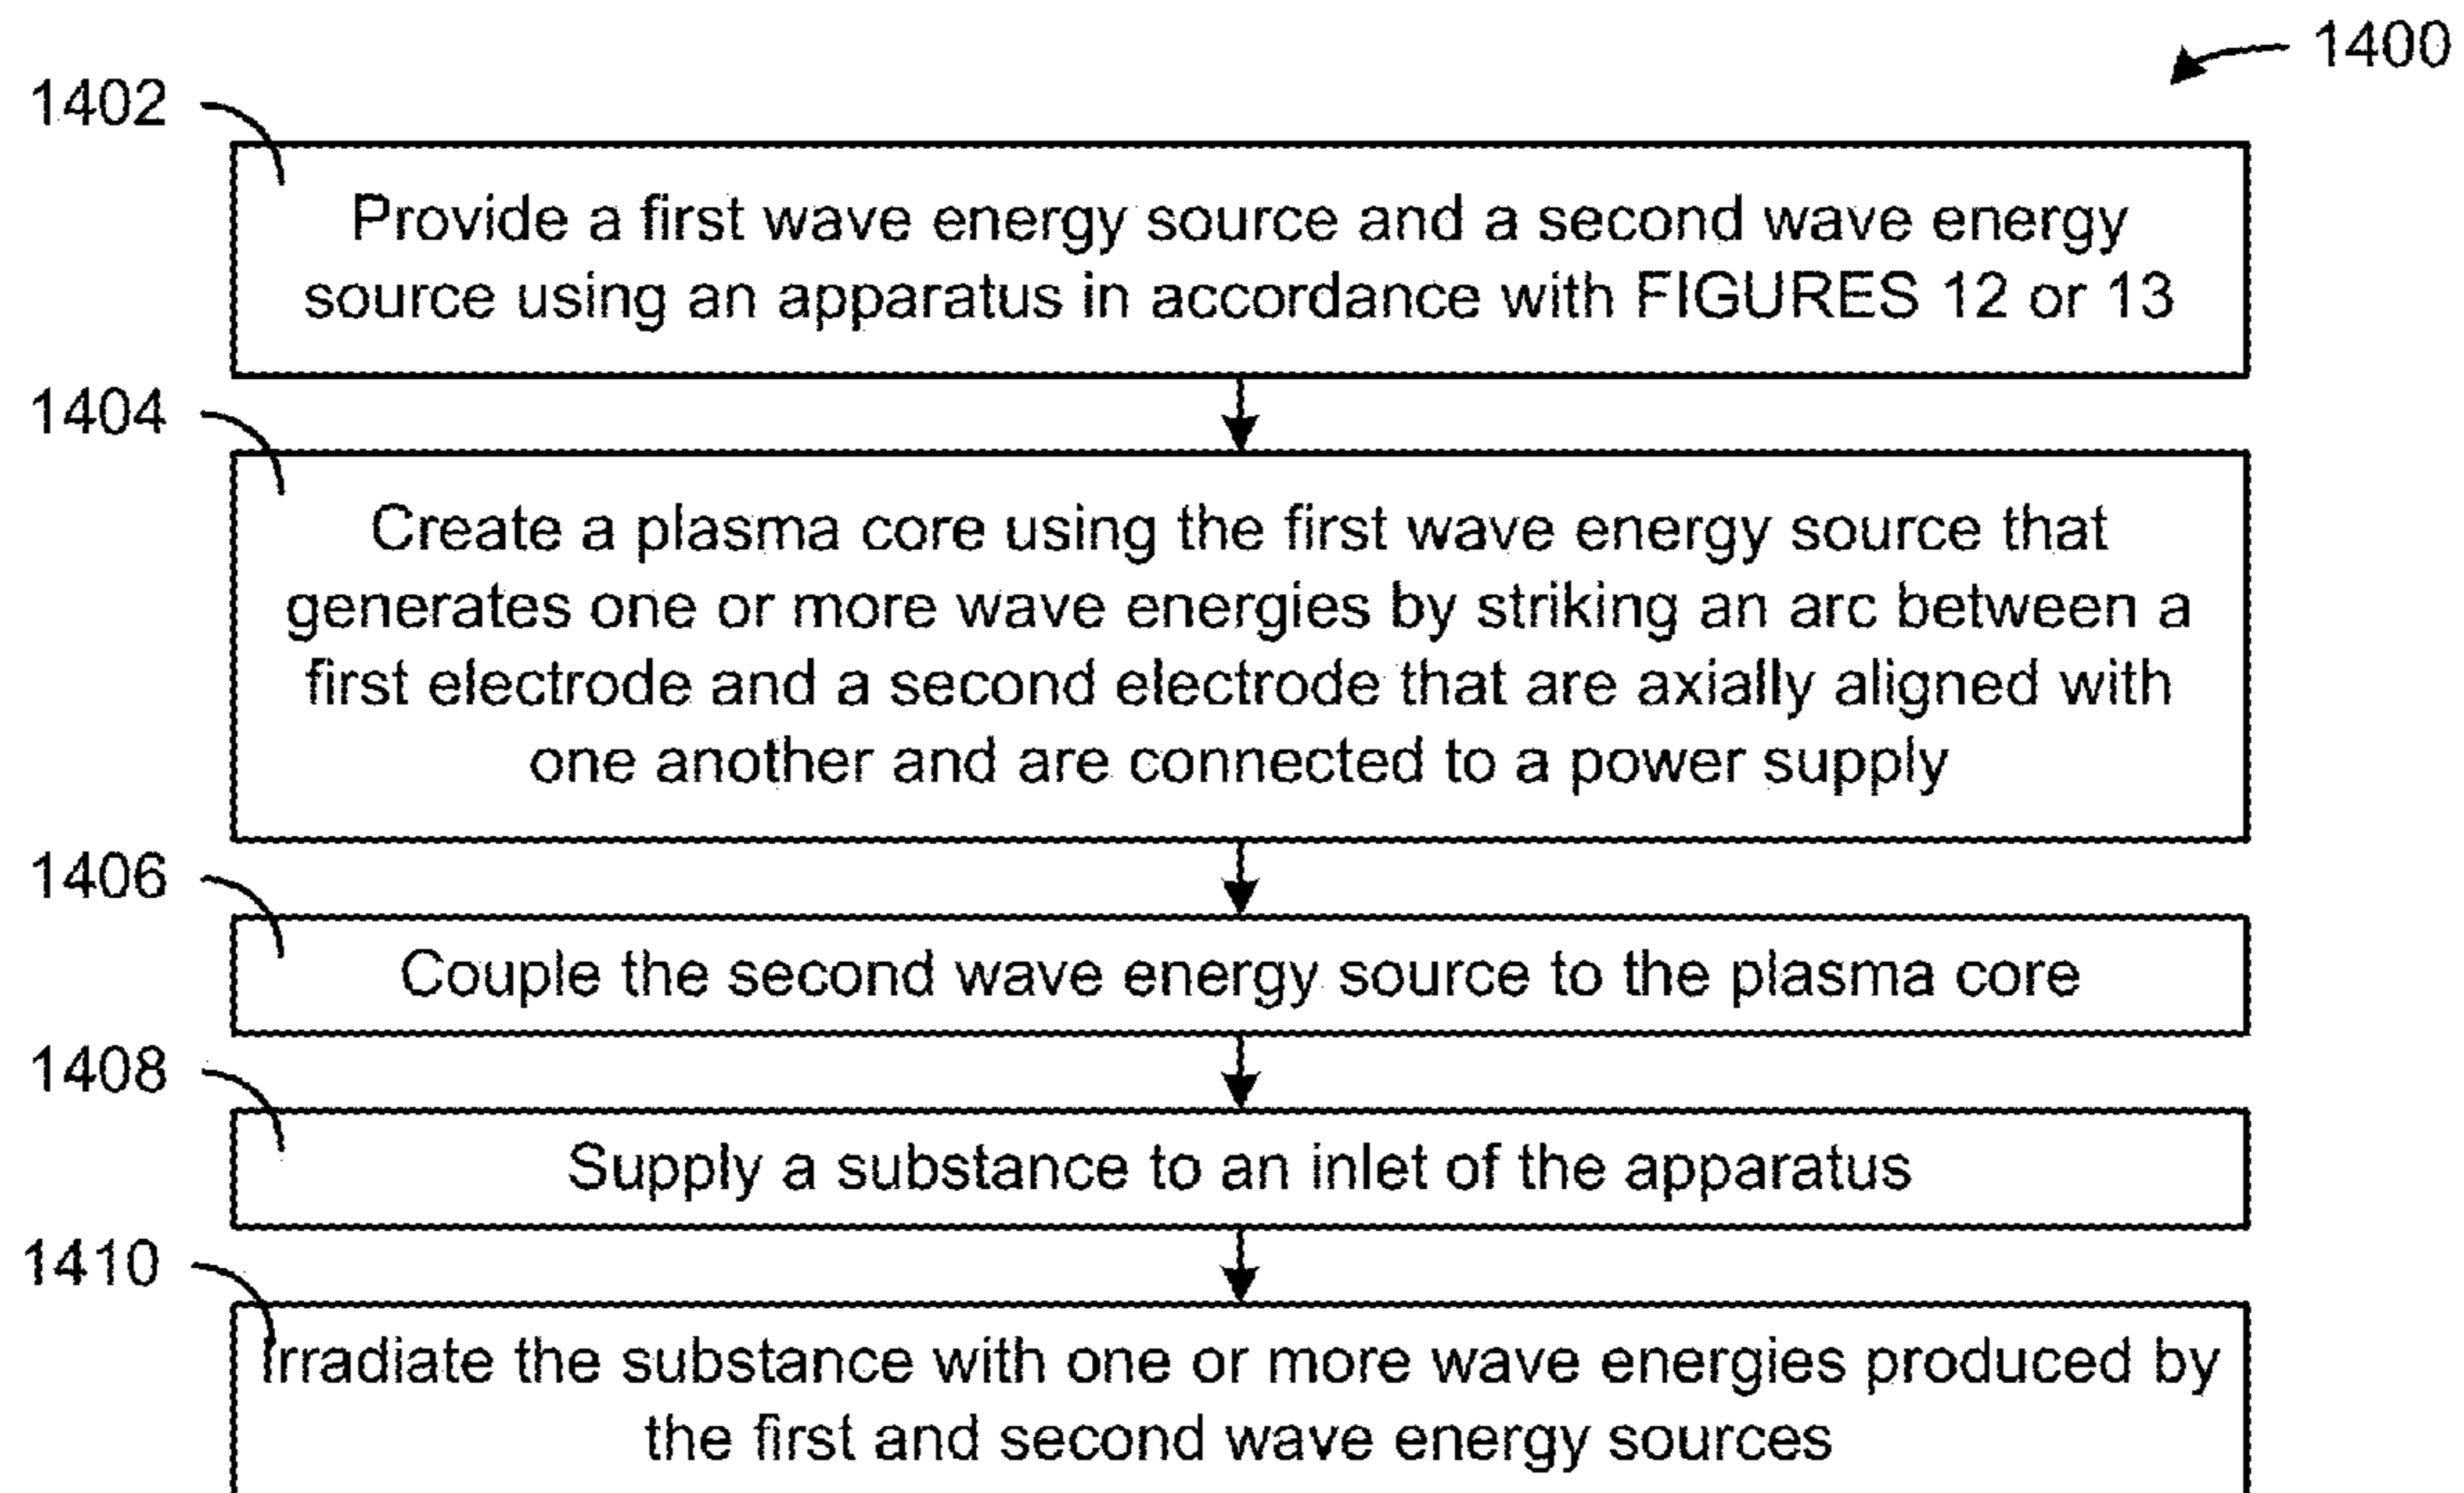 1400
1402
Provide a first wave energy source and a second wave energy
source using an apparatus in accordance with FIGURES 12 or 13
1404
Create a plasma core using the first wave energy source that
generates one or more wave energies by striking an arc between a
first electrode and a second electrode that are axially aligned with
one another and are connected to a power supply
1406
Couple the second wave energy source to the plasma core
1408
Supply a substance to an inlet of the apparatus
1410
Irradiate the substance with one or more wave energies produced by
the first and second wave energy sources